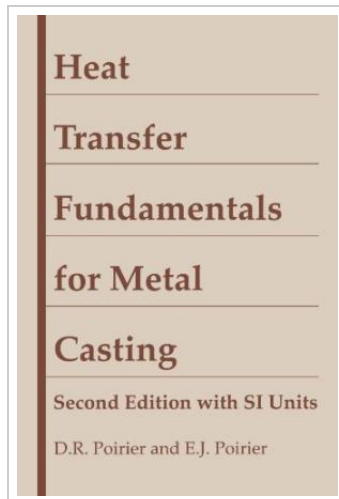 Heat
Transfer
Fundamentals
for Metal
Casting
Second Edition with SI Units
D.R. Poirier and E.J. Poirier